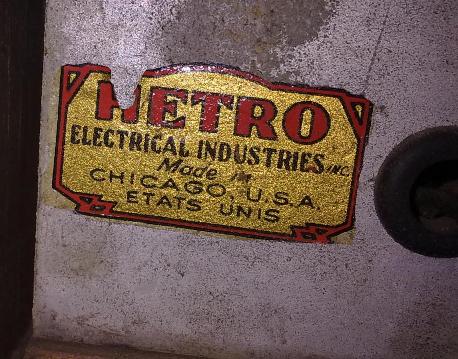 METRO
ELECTRICAL INDUSTRIES INC.
Made in
CHICAGO, U.S.A.
ETATS UNIS